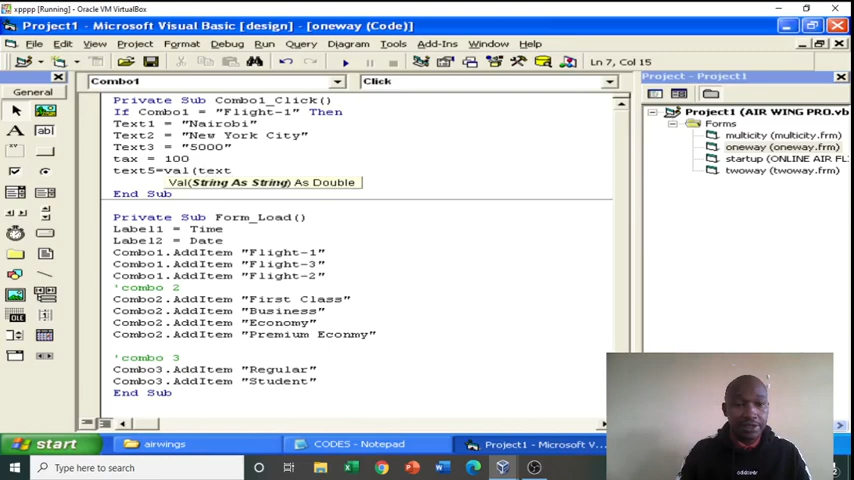 xpppp [Running] - Oracle VM VirtualBox
Project1 - Microsoft Visual Basic [design] - [oneway (Code)]
File Edit View Project Format Debug Run Query Diagram Tools Add-Ins Window Help
Ln 7, Col 15
General
Combo1
Click
Project - Project1
Private Sub Combo1_Click()
If Combo1 = "Flight-1" Then
Text1 = "Nairobi"
Text2 = "New York City"
Text3 = "5000"
tax = 100
text5=val(text
Val(String As String) As Double
End Sub
Private Sub Form_Load()
Label1 = Time
Label2 = Date
Combo1.AddItem "Flight-1"
Combo1.AddItem "Flight-3"
Combo1.AddItem "Flight-2"
'combo 2
Combo2.AddItem "First Class"
Combo2.AddItem "Business"
Combo2.AddItem "Economy"
Combo2.AddItem "Premium Econmy"
'combo 3
Combo3.AddItem "Regular"
Combo3.AddItem "Student"
End Sub
Project1 (AIR WING PRO.vb
Forms
multicity (multicity.frm)
oneway (oneway.frm)
startup (ONLINE AIR FL
twoway (twoway.frm)
start
airwings
CODES - Notepad
Project1 - Microsoft V...
Type here to search